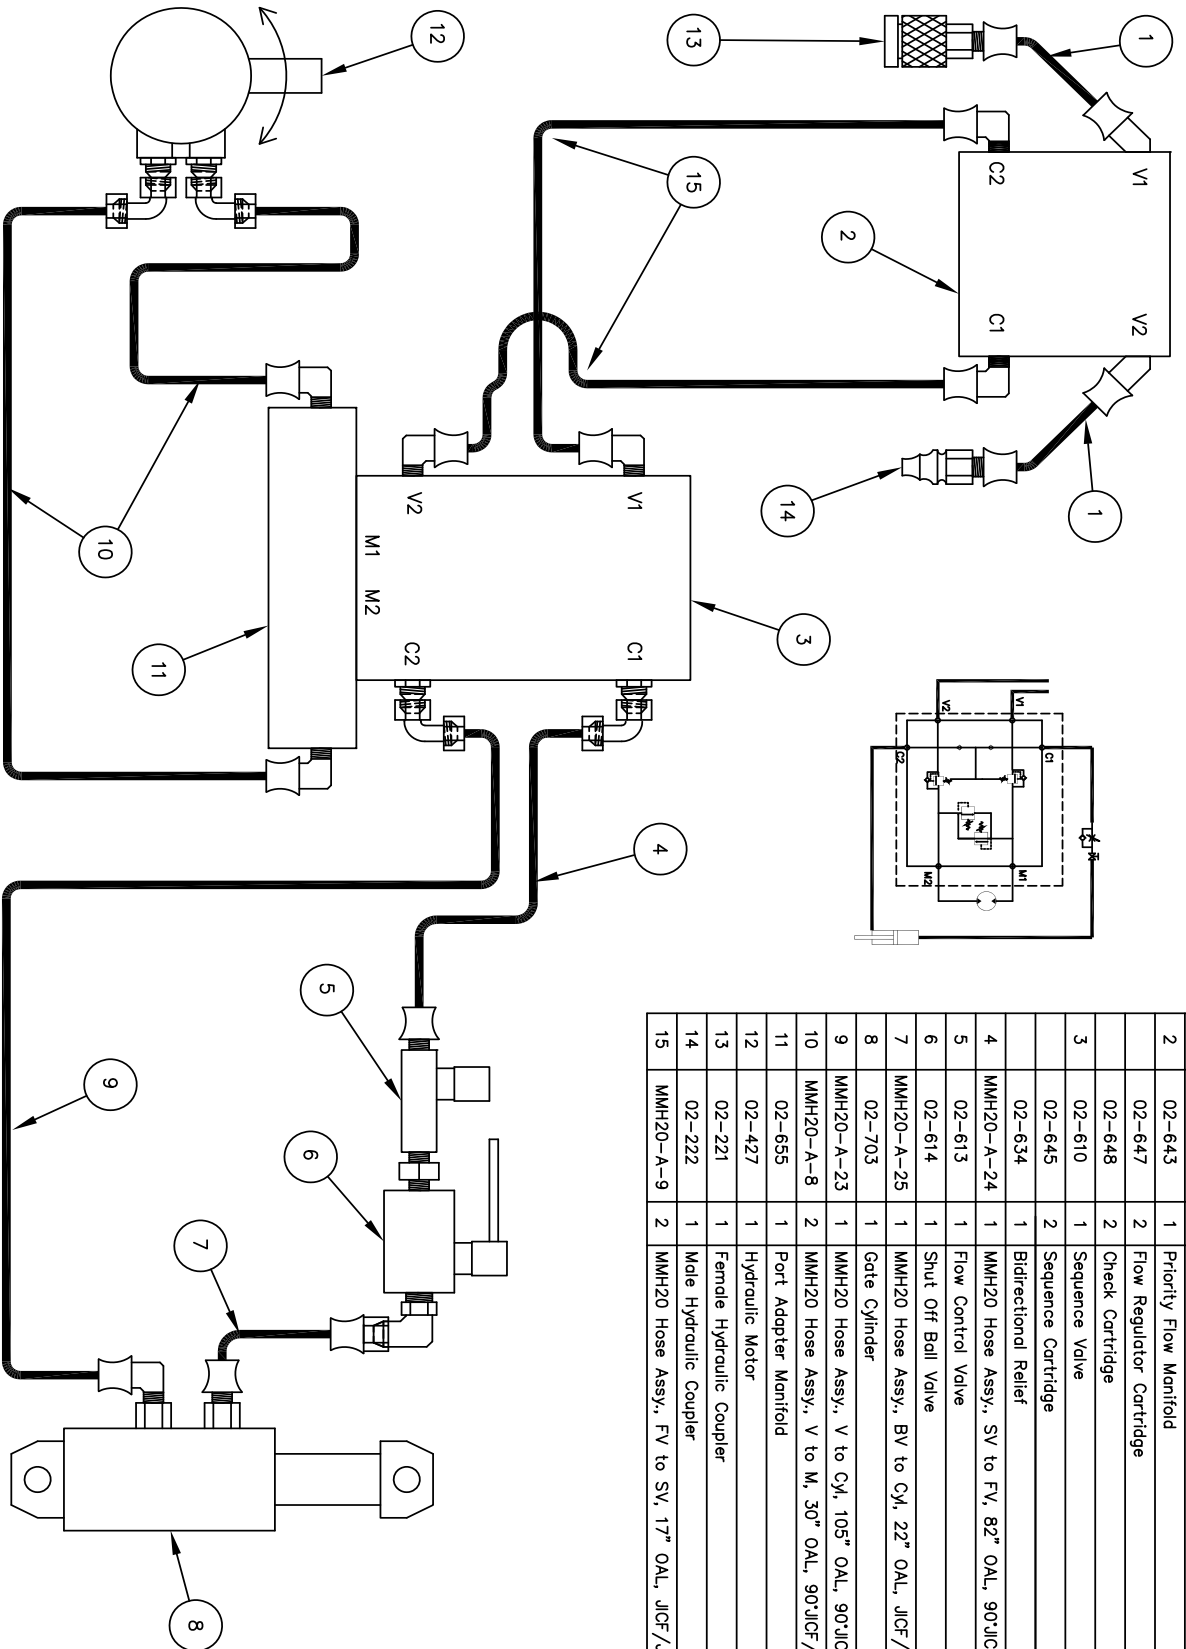 1
V1
V2
1
C2
C1
2
13
14
15
3
V1
C1
V2
C2
M1
M2
12
4
5
6
7
8
9
10
11
V1
C1
M1
V2
C2
M2
2 02-643 1 Priority Flow Manifold
02-647 2 Flow Regulator Cartridge
02-648 2 Check Cartridge
3 02-610 1 Sequence Valve
02-645 2 Sequence Cartridge
02-634 1 Bidirectional Relief
4 MMH20-A-24 1 MMH20 Hose Assy., SV to FV, 82" OAL, 90°JIC
5 02-613 1 Flow Control Valve
6 02-614 1 Shut Off Ball Valve
7 MMH20-A-25 1 MMH20 Hose Assy., BV to Cyl, 22" OAL, JICF/
8 02-703 1 Gate Cylinder
9 MMH20-A-23 1 MMH20 Hose Assy., V to Cyl, 105" OAL, 90°JIC
10 MMH20-A-8 2 MMH20 Hose Assy., V to M, 30" OAL, 90°JICF/
11 02-655 1 Port Adapter Manifold
12 02-427 1 Hydraulic Motor
13 02-221 1 Female Hydraulic Coupler
14 02-222 1 Male Hydraulic Coupler
15 MMH20-A-9 2 MMH20 Hose Assy., FV to SV, 17" OAL, JICF/